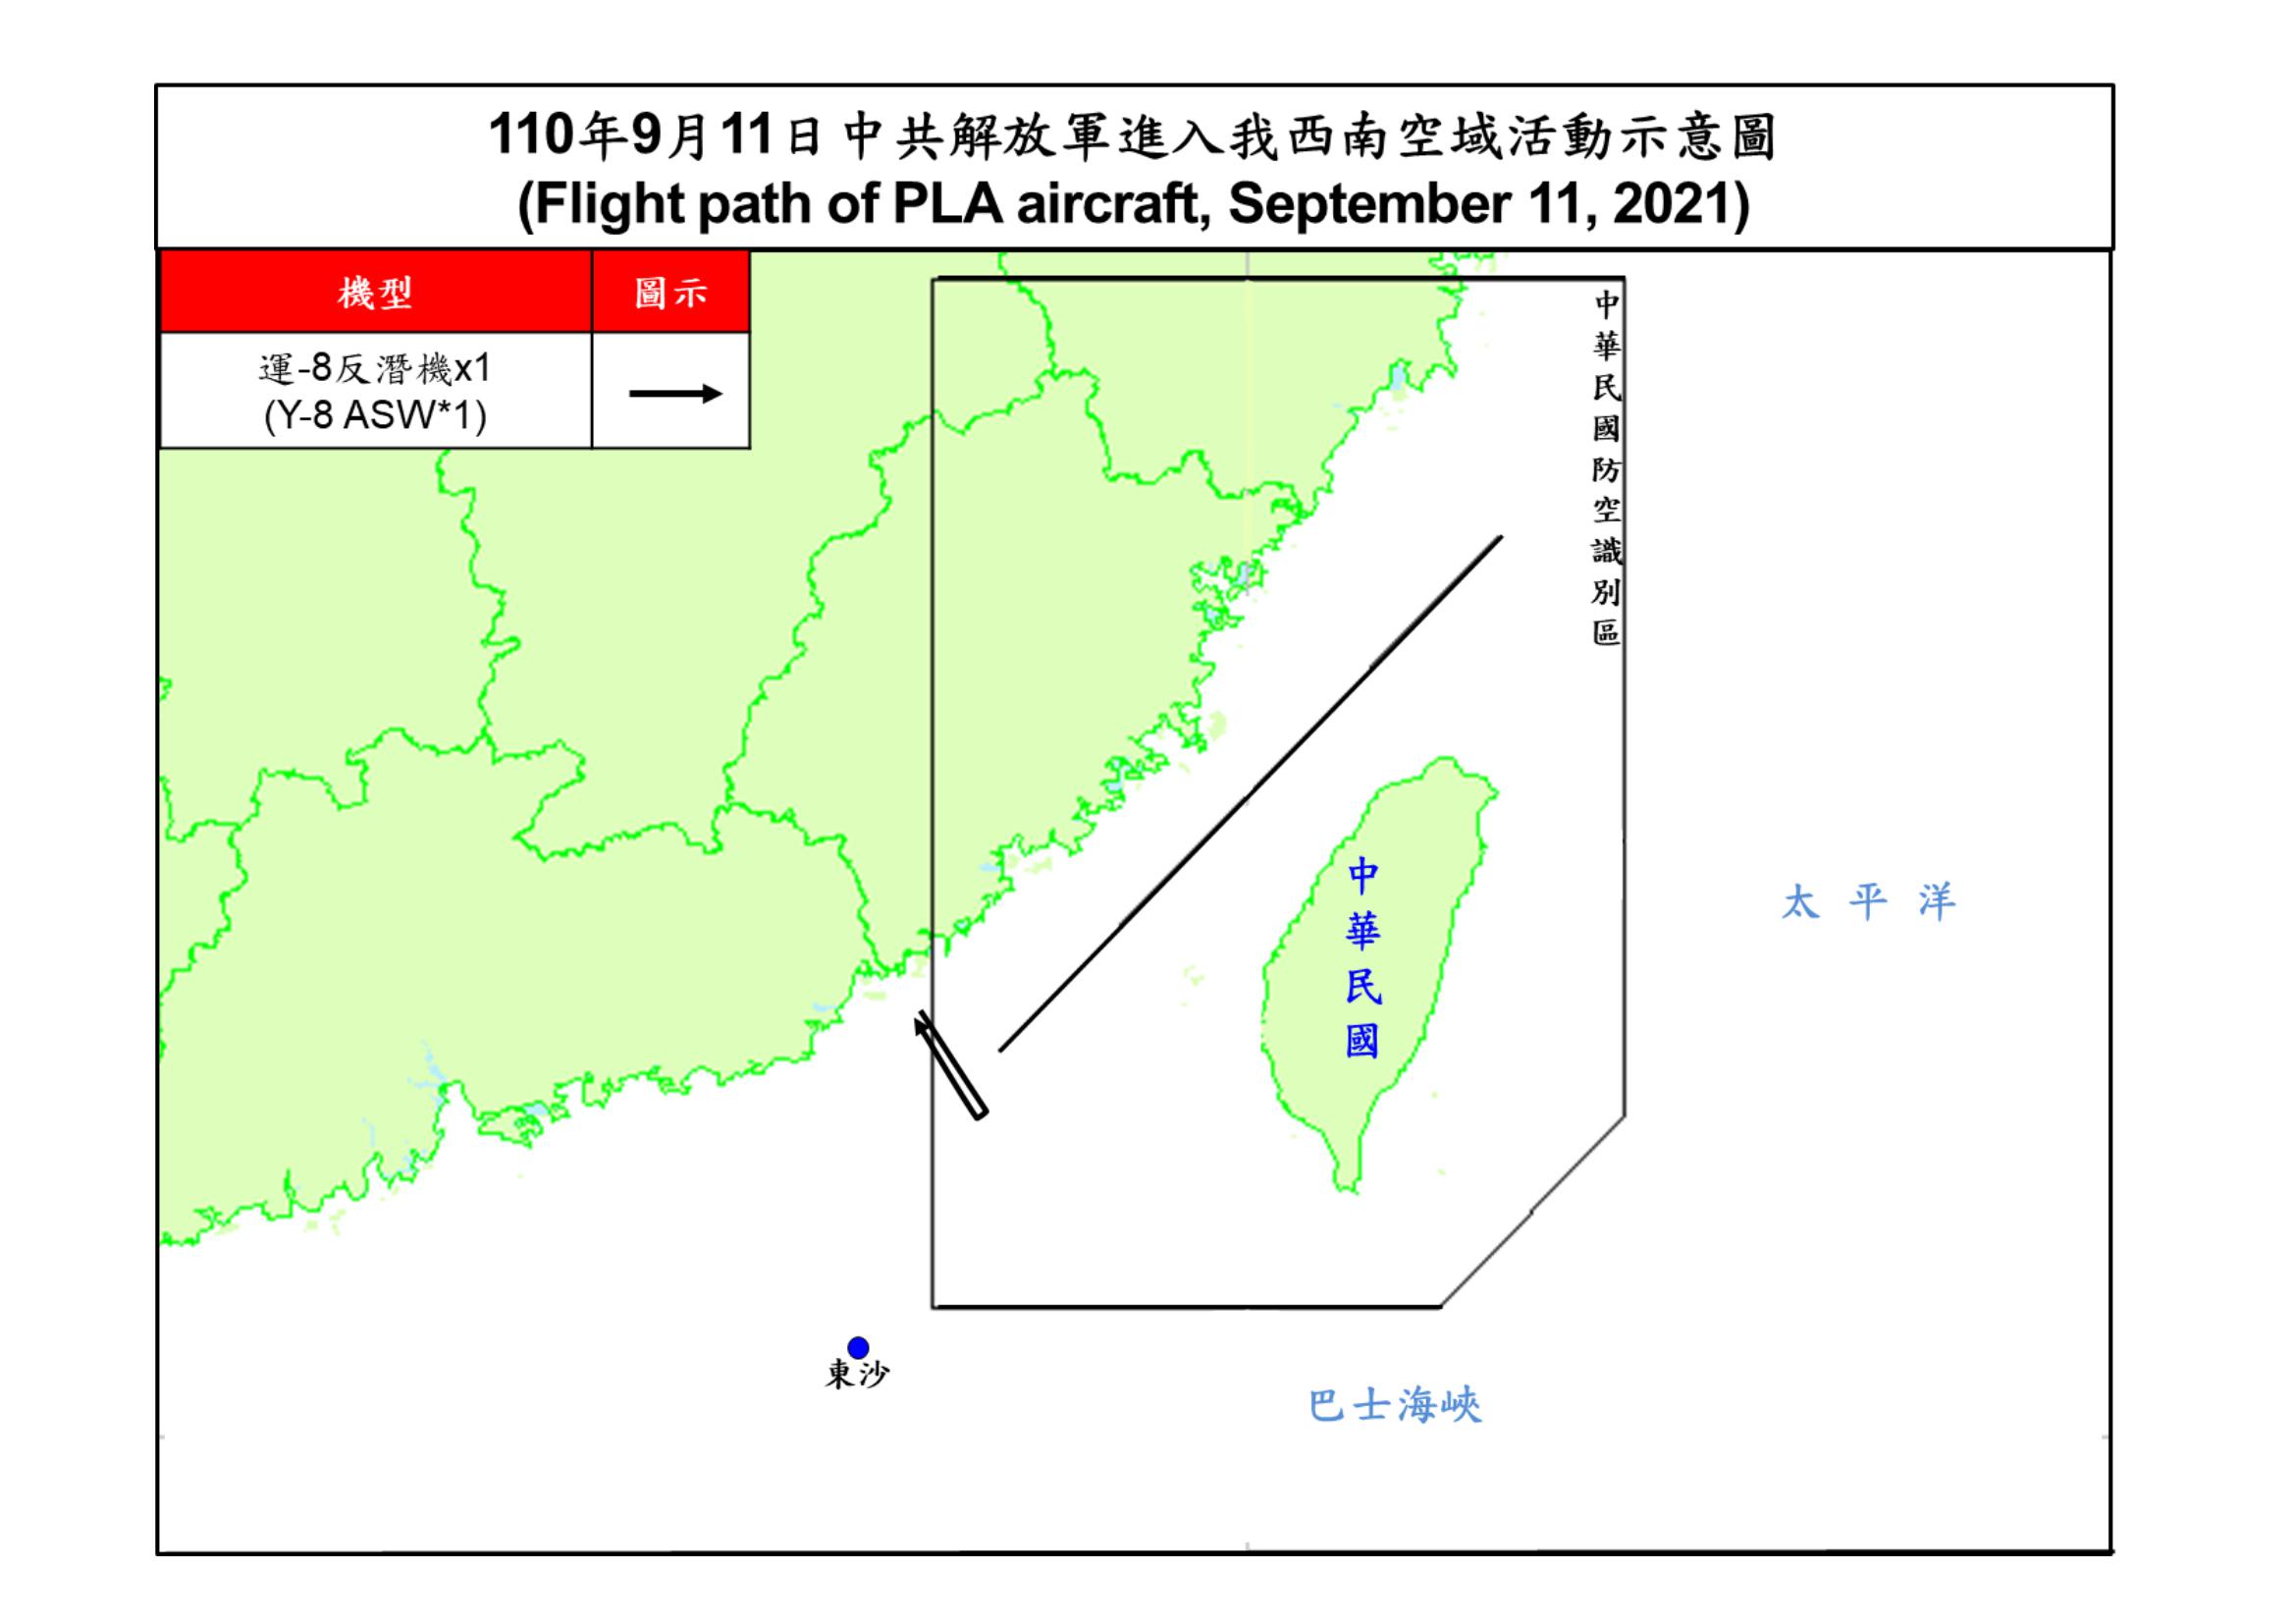 110年9月11日中共解放軍進入我西南空域活動示意圖
(Flight path of PLA aircraft, September 11, 2021)
機型
圖示
運-8反潛機x1
(Y-8 ASW*1)
中華民國防空識別區
中華民國
太平洋
東沙
巴士海峽